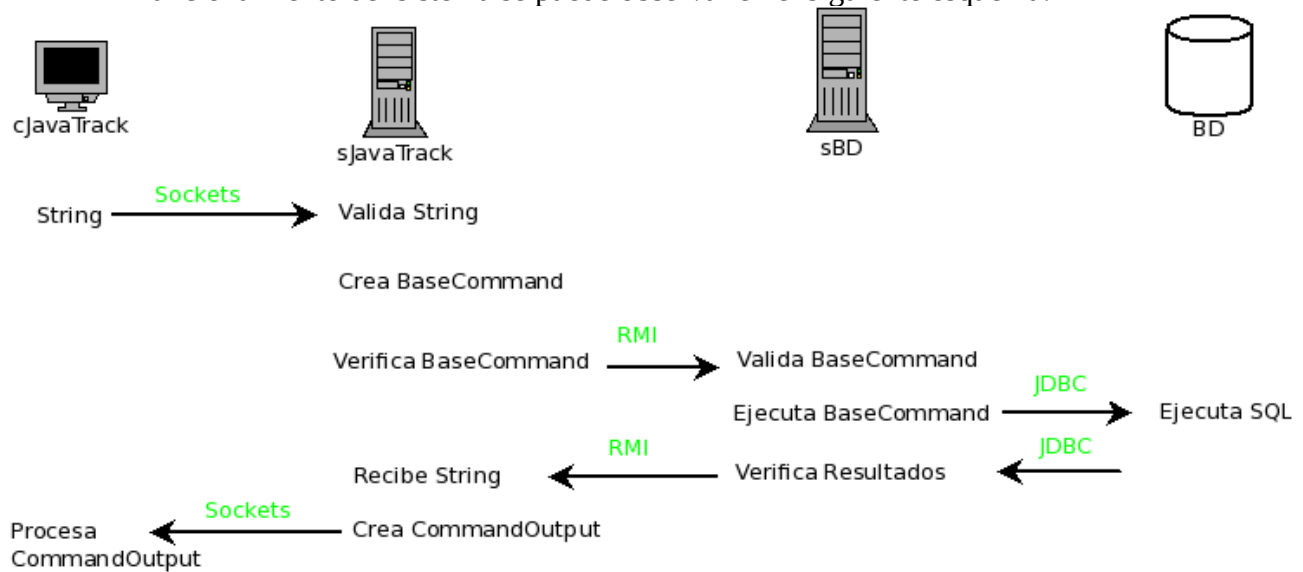 cJavaTrack
sJavaTrack
sBD
BD
String
Sockets
Valida String
Crea BaseCommand
Verifica BaseCommand
RMI
Valida BaseCommand
Ejecuta BaseCommand
JDBC
Ejecuta SQL
Recibe String
RMI
Verifica Resultados
JDBC
Procesa
CommandOutput
Sockets
Crea CommandOutput